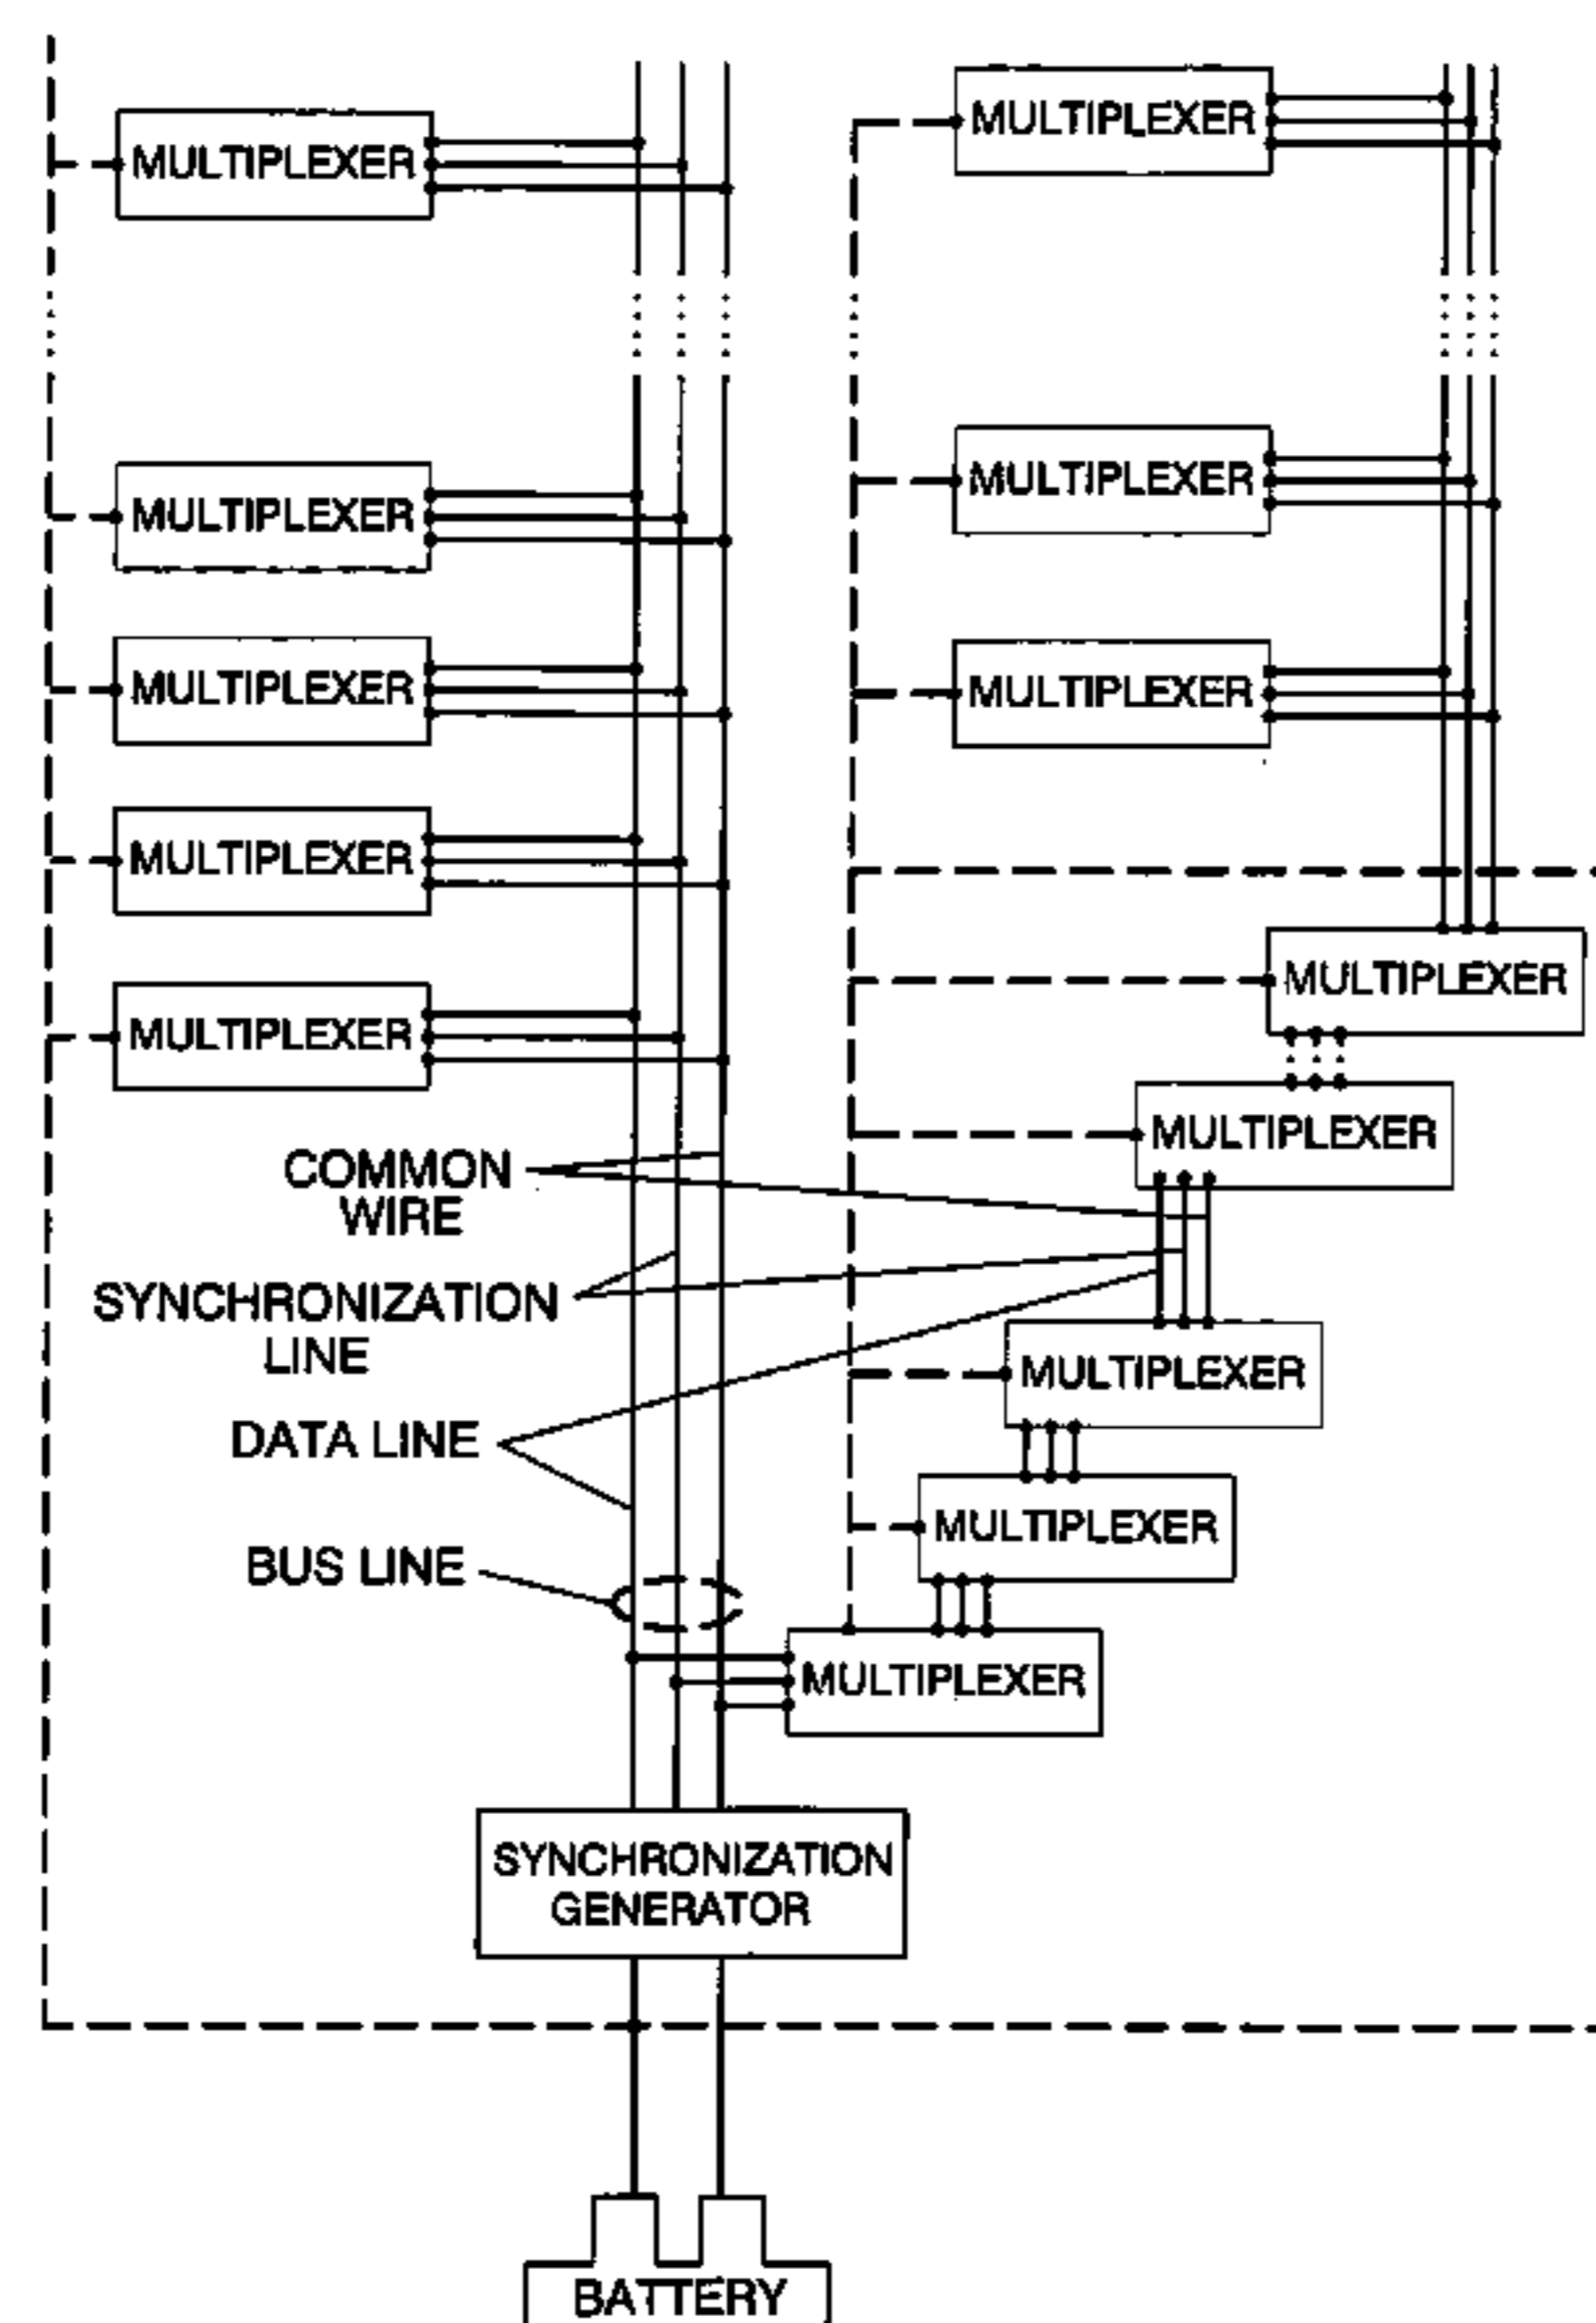 MULTIPLEXER
MULTIPLEXER
MULTIPLEXER
MULTIPLEXER
MULTIPLEXER
MULTIPLEXER
MULTIPLEXER
MULTIPLEXER
MULTIPLEXER
MULTIPLEXER
COMMON
WIRE
SYNCHRONIZATION
LINE
MULTIPLEXER
DATA LINE
MULTIPLEXER
BUS LINE
MULTIPLEXER
SYNCHRONIZATION
GENERATOR
BATTERY